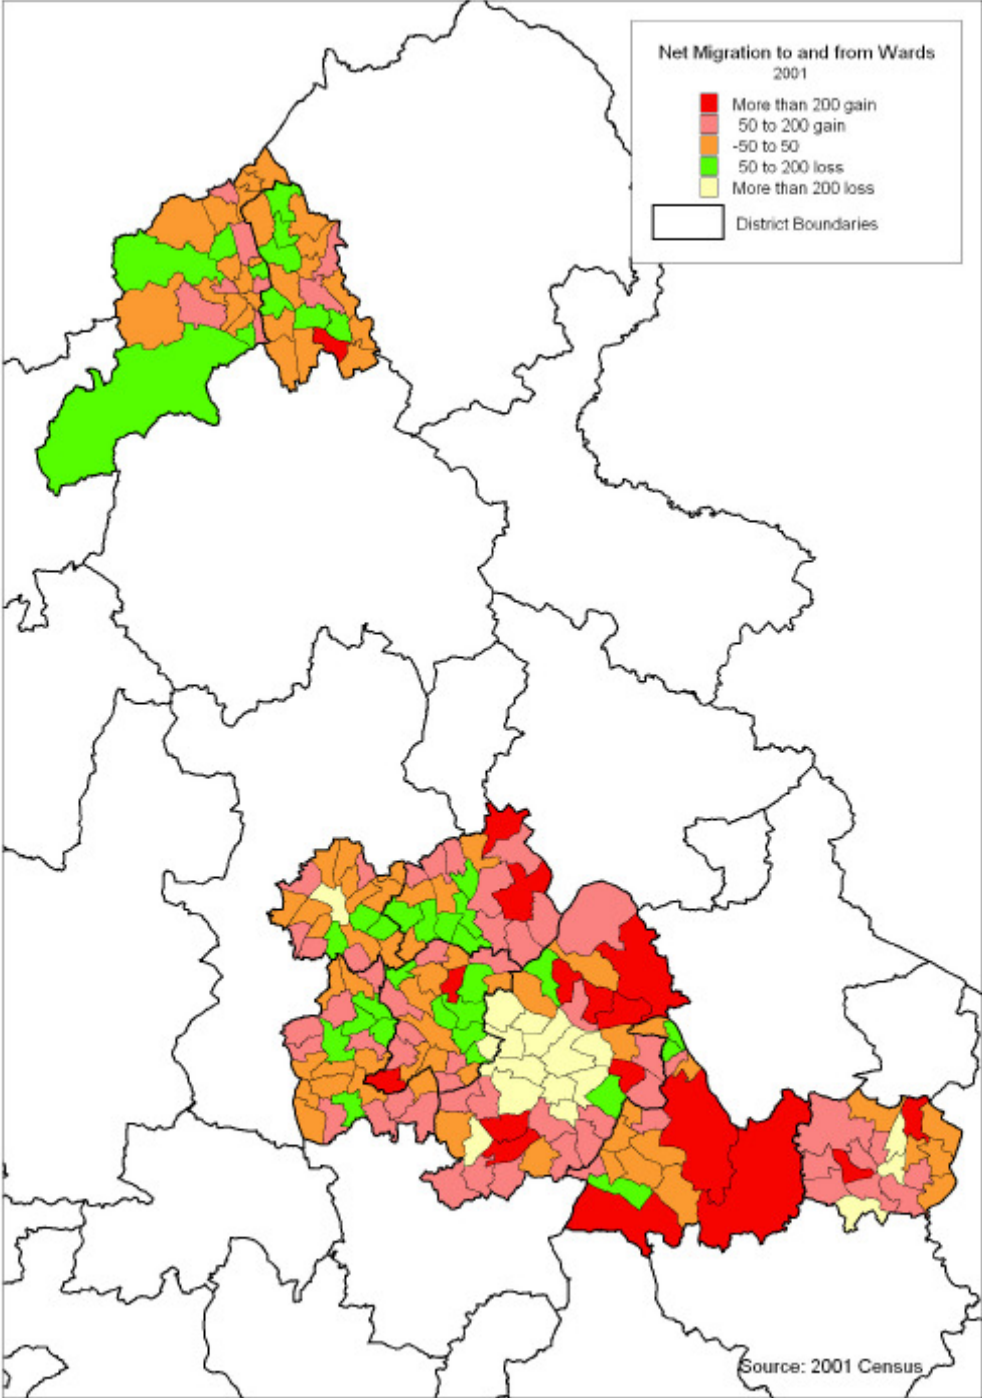 Net Migration to and from Wards
2001
More than 200 gain
50 to 200 gain
-50 to 50
50 to 200 loss
More than 200 loss
District Boundaries
Source: 2001 Census